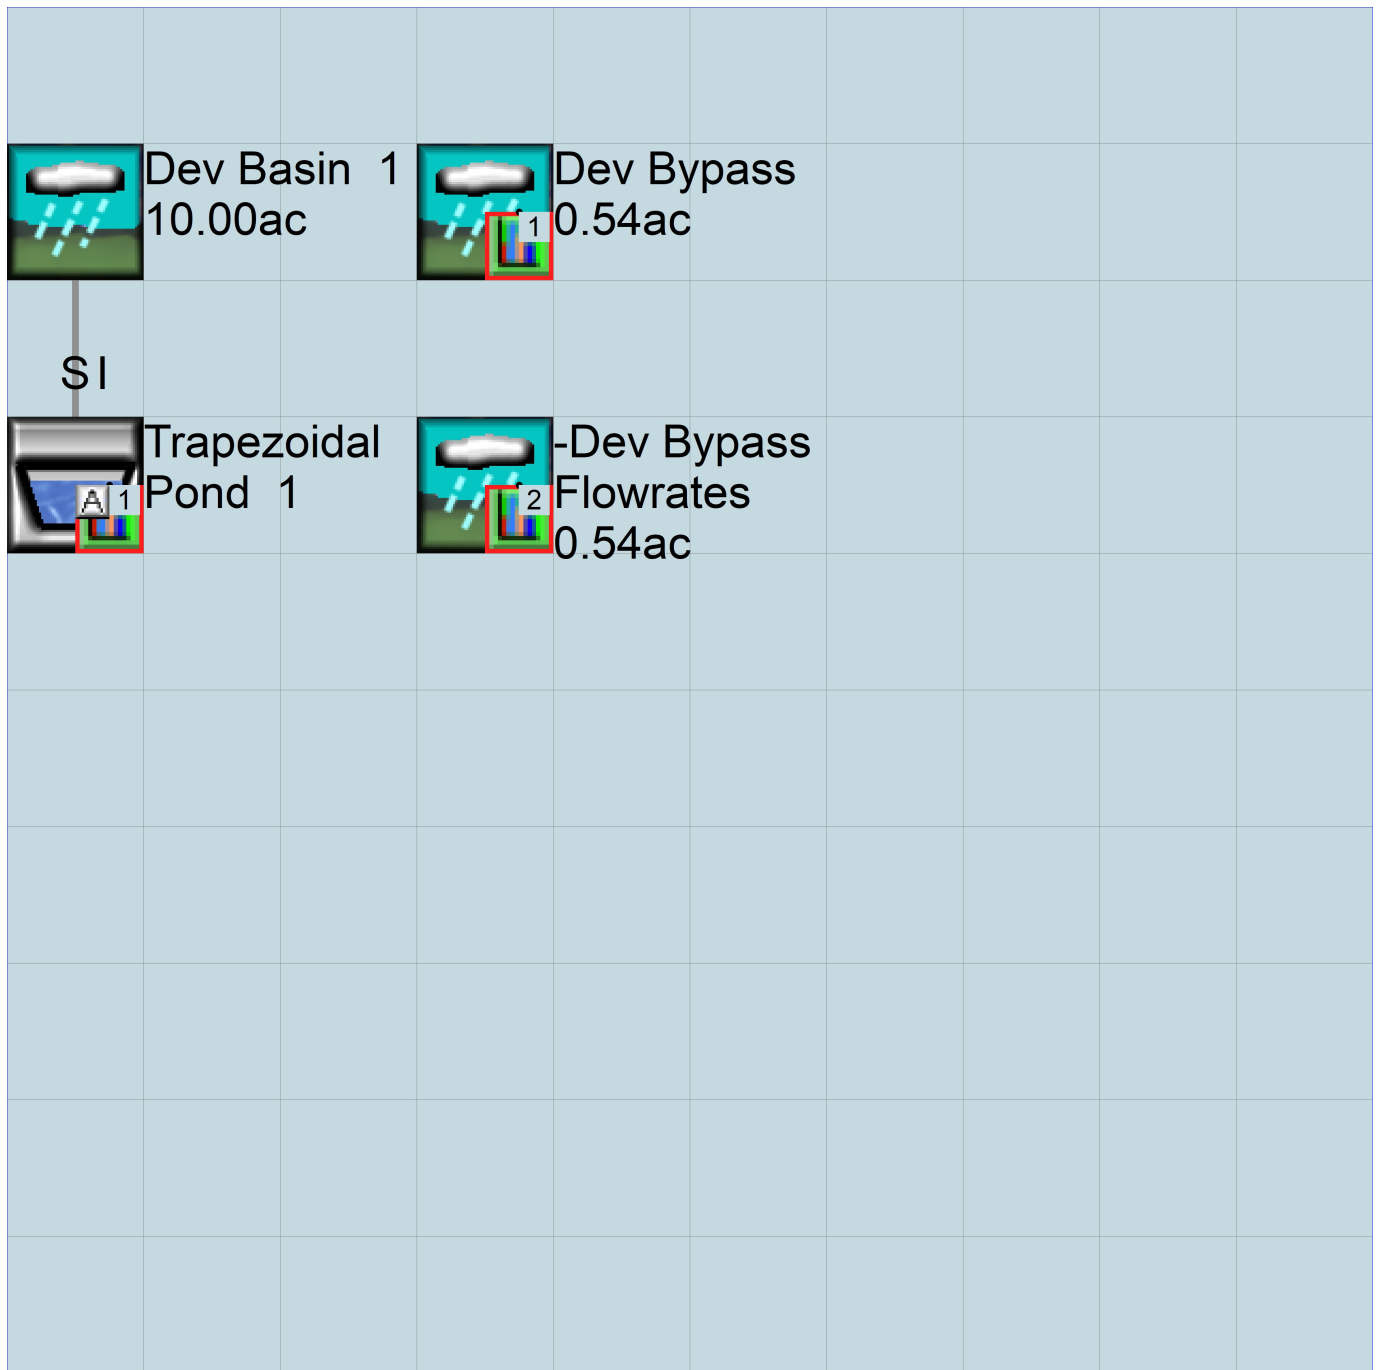 Dev Basin 1
10.00ac
Dev Bypass
0.54ac
1
SI
Trapezoidal
Pond 1
A 1
-Dev Bypass
Flowrates
0.54ac
2